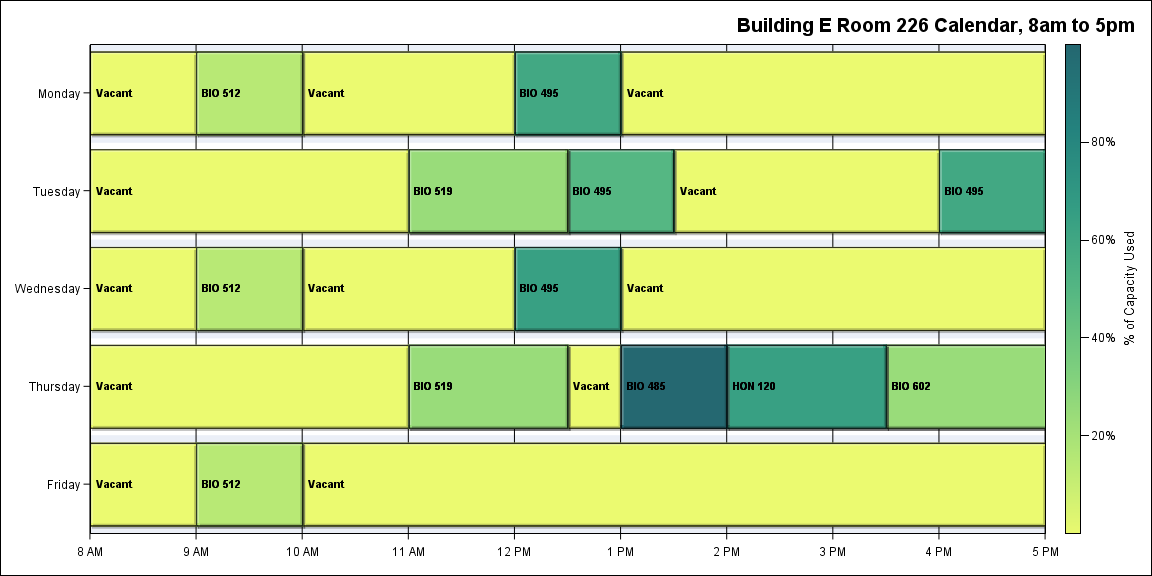 Building E Room 226 Calendar, 8am to 5pm
Monday
Vacant
BIO 512
Vacant
BIO 495
Vacant
Tuesday
Vacant
BIO 519
BIO 495
Vacant
BIO 495
Wednesday
Vacant
BIO 512
Vacant
BIO 495
Vacant
Thursday
Vacant
BIO 519
Vacant
BIO 485
HON 120
BIO 602
Friday
Vacant
BIO 512
Vacant
8 AM
9 AM
10 AM
11 AM
12 PM
1 PM
2 PM
3 PM
4 PM
5 PM
80%
60%
40%
20%
% of Capacity Used